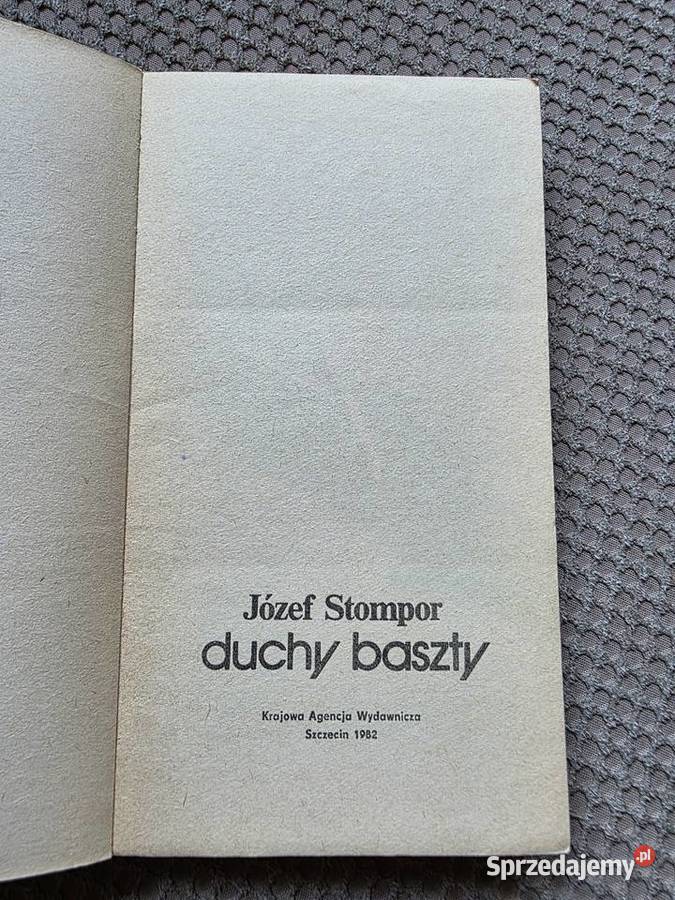 Józef Stompor
duchy baszty
Krajowa Agencja Wydawnicza
Szczecin 1982
Sprzedajemy.pl